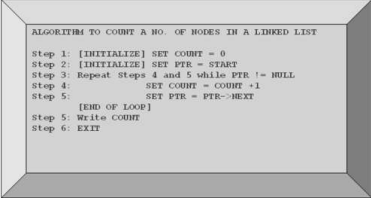 ALGORITHM TO COUNT A NO. OF NODES IN A LINKED LIST
Step 1: [INITIALIZE] SET COUNT = 0
Step 2: [INITIALIZE] SET PTR = START
Step 3: Repeat Steps 4 and 5 while PTR != NULL
Step 4: SET COUNT = COUNT +1
Step 5: SET PTR = PTR->NEXT
[END OF LOOP]
Step 5: Write COUNT
Step 6: EXIT